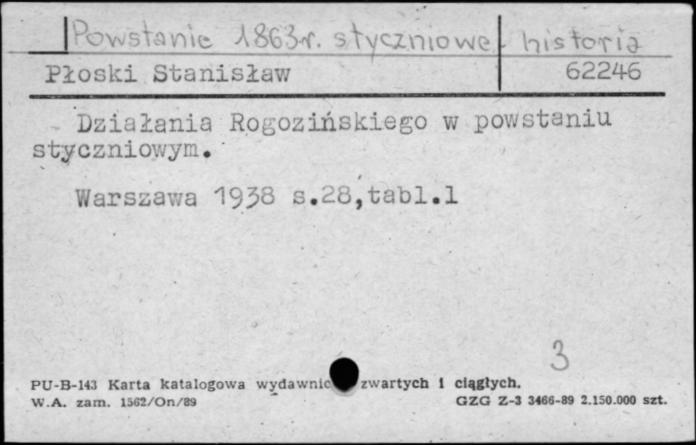 Powstanie 1863r. styczniowe - historia
Płoski Stanisław 62246
Działania Rogozińskiego w powstaniu
styczniowym.
Warszawa 1938 s.28,tabl.1
3
PU-B-143 Karta katalogowa wydawnic zwartych i ciągłych.
W.A. zam. 1562/On/89 GZG Z-3 3466-89 2.150.000 szt.